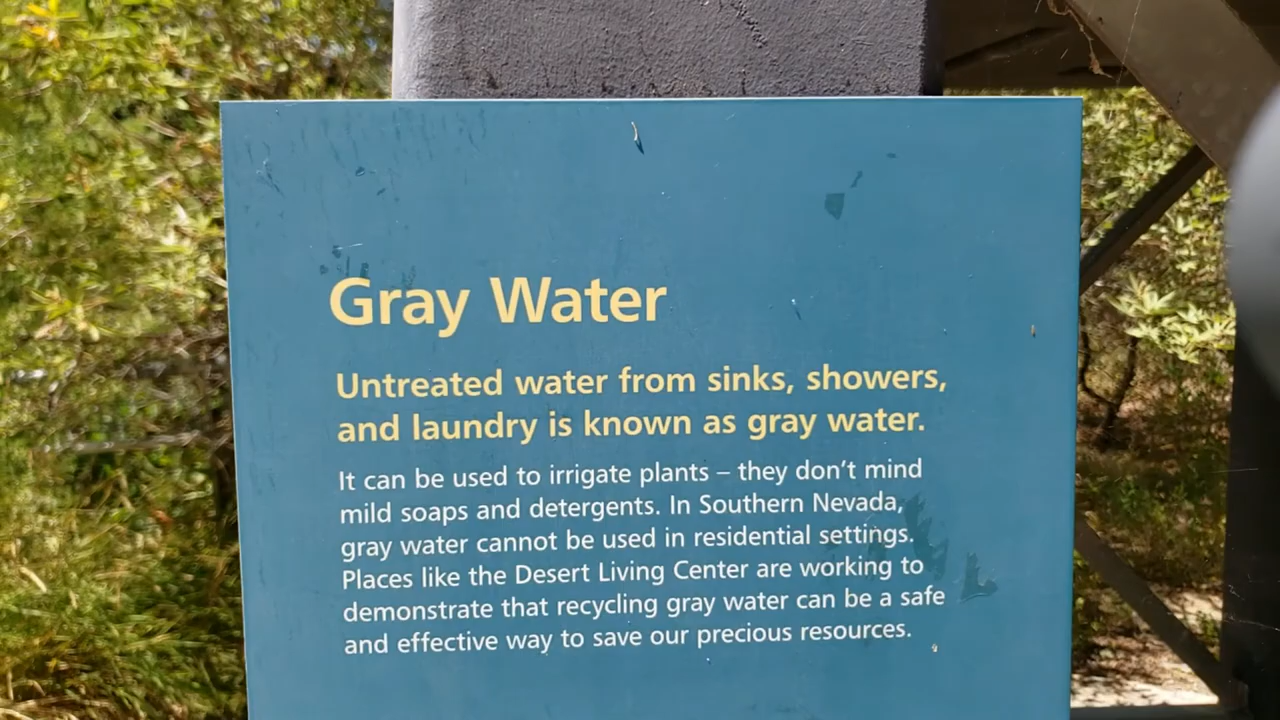 Gray Water
Untreated water from sinks, showers,
and laundry is known as gray water.
It can be used to irrigate plants – they don't mind
mild soaps and detergents. In Southern Nevada,
gray water cannot be used in residential settings.
Places like the Desert Living Center are working to
demonstrate that recycling gray water can be a safe
and effective way to save our precious resources.